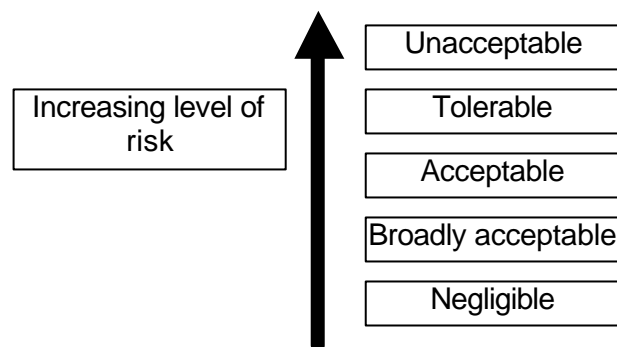 Increasing level of
risk
Unacceptable
Tolerable
Acceptable
Broadly acceptable
Negligible